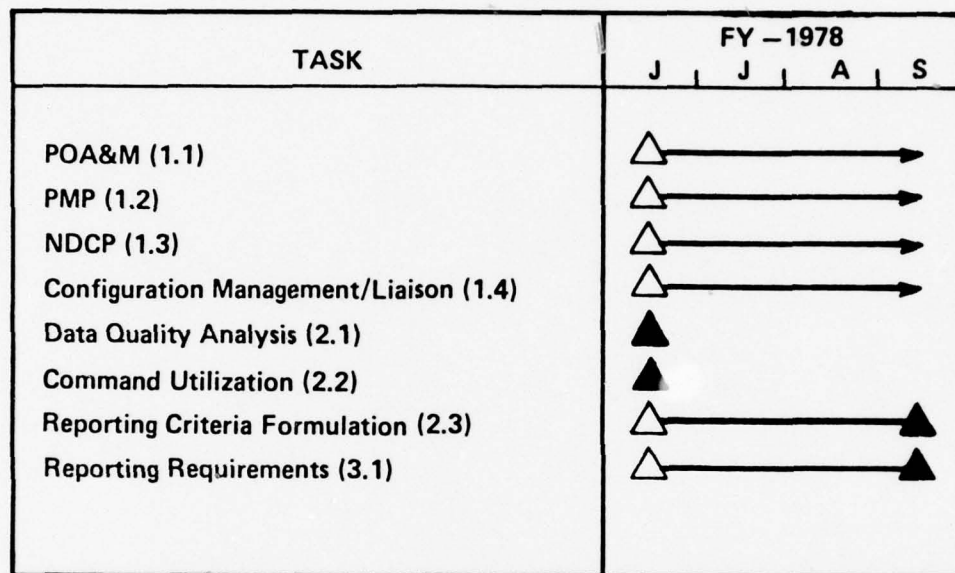 TASK
FY – 1978
J J A S
POA&M (1.1)
PMP (1.2)
NDCP (1.3)
Configuration Management/Liaison (1.4)
Data Quality Analysis (2.1)
Command Utilization (2.2)
Reporting Criteria Formulation (2.3)
Reporting Requirements (3.1)